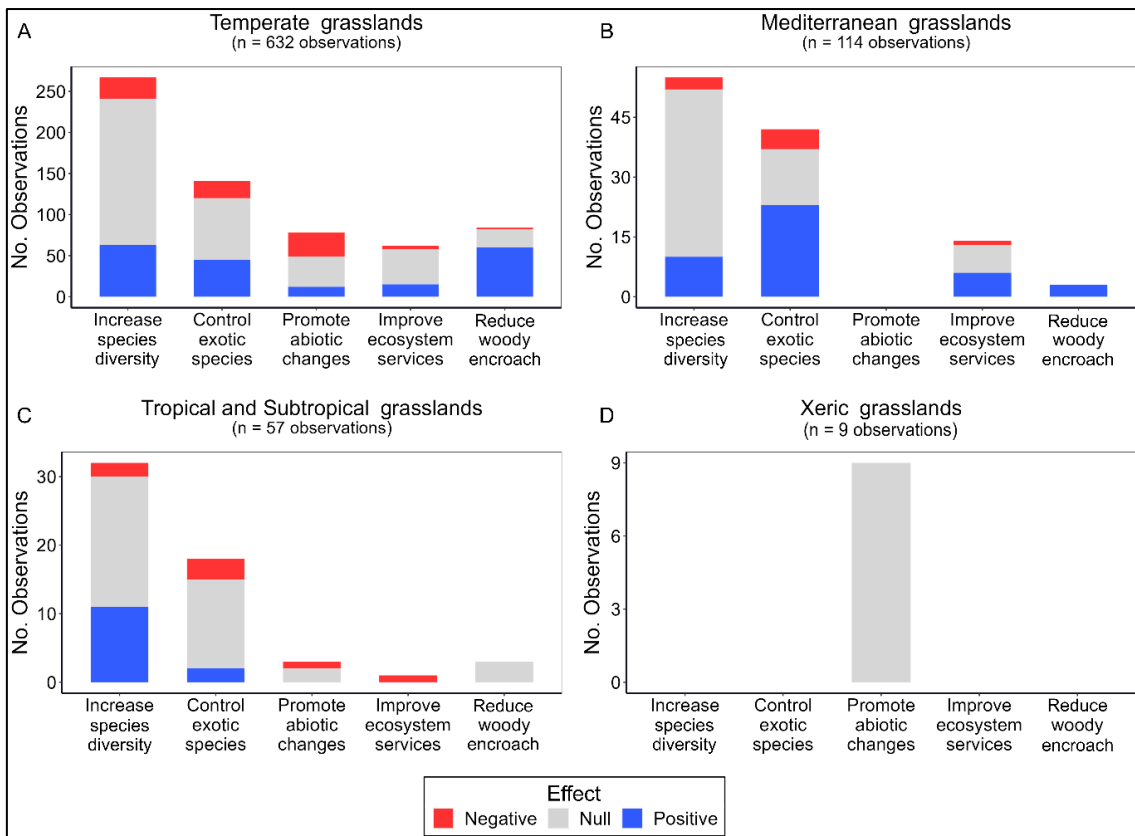 A
Temperate grasslands
(n = 632 observations)
No. Observations
250
200
150
100
50
0
Increase species diversity
Control exotic species
Promote abiotic changes
Improve ecosystem services
Reduce woody encroach
B
Mediterranean grasslands
(n = 114 observations)
No. Observations
45
30
15
0
Increase species diversity
Control exotic species
Promote abiotic changes
Improve ecosystem services
Reduce woody encroach
C
Tropical and Subtropical grasslands
(n = 57 observations)
No. Observations
30
20
10
0
Increase species diversity
Control exotic species
Promote abiotic changes
Improve ecosystem services
Reduce woody encroach
D
Xeric grasslands
(n = 9 observations)
No. Observations
9
6
3
0
Increase species diversity
Control exotic species
Promote abiotic changes
Improve ecosystem services
Reduce woody encroach
Effect
Negative Null Positive